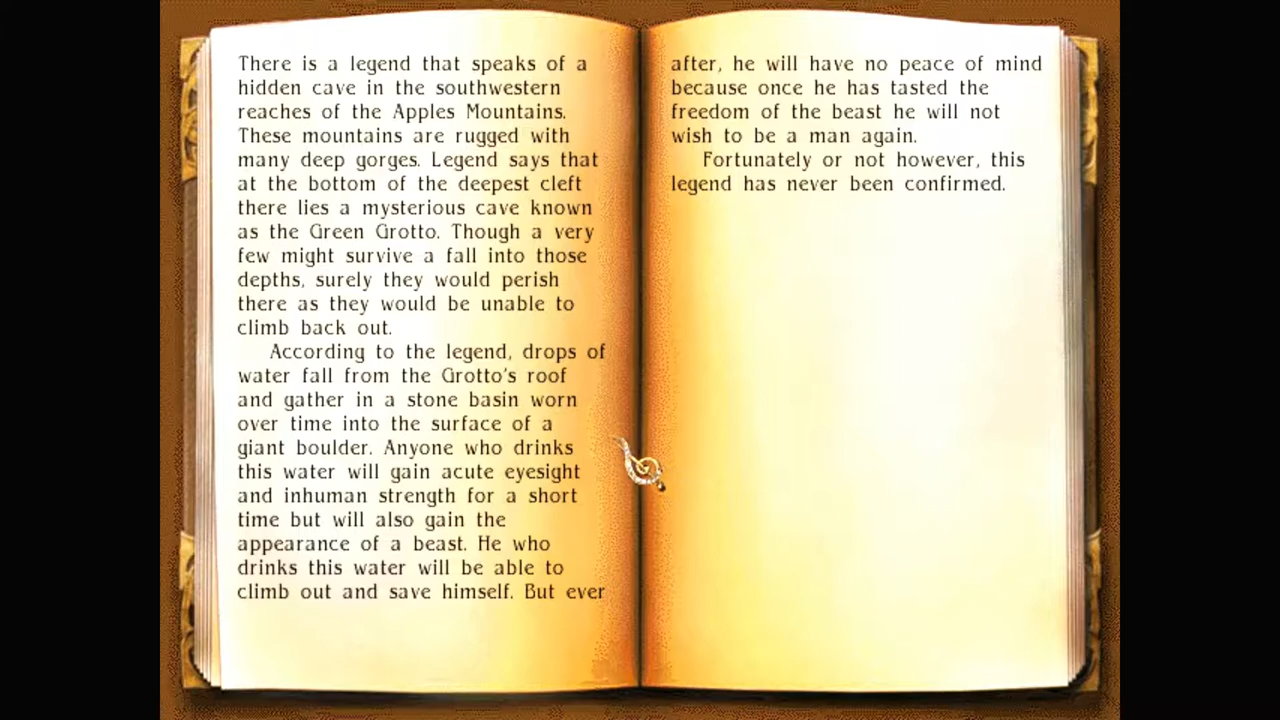 There is a legend that speaks of a
hidden cave in the southwestern
reaches of the Apples Mountains.
These mountains are rugged with
many deep gorges. Legend says that
at the bottom of the deepest cleft
there lies a mysterious cave known
as the Green Grotto. Though a very
few might survive a fall into those
depths, surely they would perish
there as they would be unable to
climb back out.
According to the legend, drops of
water fall from the Grotto's roof
and gather in a stone basin worn
over time into the surface of a
giant boulder. Anyone who drinks
this water will gain acute eyesight
and inhuman strength for a short
time but will also gain the
appearance of a beast. He who
drinks this water will be able to
climb out and save himself. But ever
after, he will have no peace of mind
because once he has tasted the
freedom of the beast he will not
wish to be a man again.
Fortunately or not however, this
legend has never been confirmed.